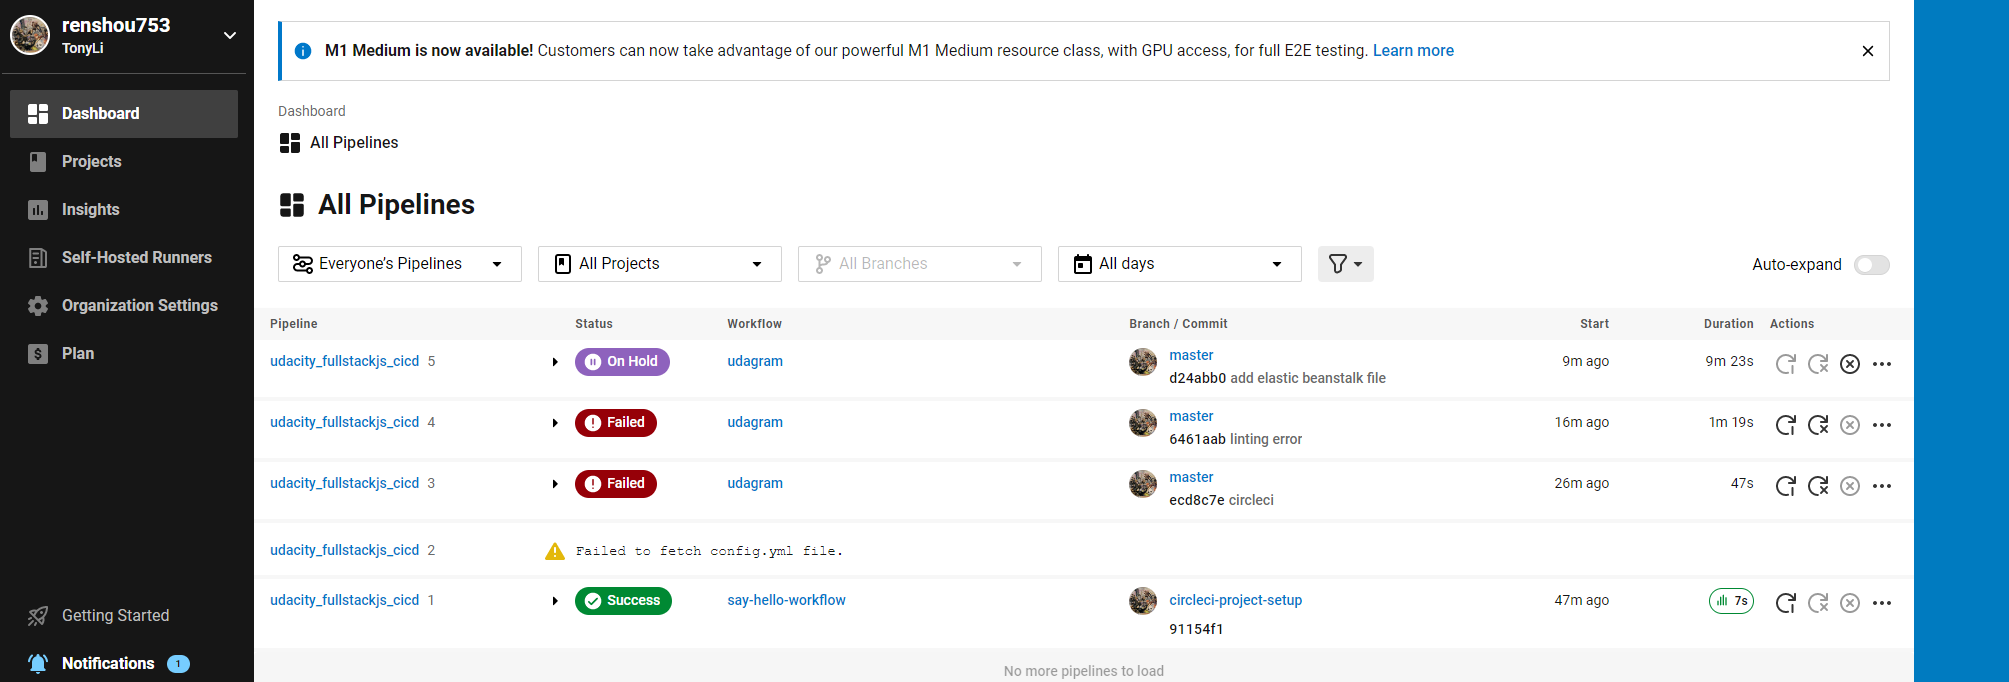 renshou753
TonyLi
Dashboard
Projects
Insights
Self-Hosted Runners
Organization Settings
Plan
Getting Started
Notifications 1
M1 Medium is now available! Customers can now take advantage of our powerful M1 Medium resource class, with GPU access, for full E2E testing. Learn more
Dashboard
All Pipelines
All Pipelines
Everyone's Pipelines All Projects All Branches All days Auto-expand
Pipeline Status Workflow Branch / Commit Start Duration Actions
udacity_fullstackjs_cicd 5 On Hold udagram master 9m ago 9m 23s
d24abb0 add elastic beanstalk file
udacity_fullstackjs_cicd 4 Failed udagram master 16m ago 1m 19s
6461aab linting error
udacity_fullstackjs_cicd 3 Failed udagram master 26m ago 47s
ecd8c7e circleci
udacity_fullstackjs_cicd 2 Failed to fetch config.yml file.
udacity_fullstackjs_cicd 1 Success say-hello-workflow circleci-project-setup 47m ago 7s
91154f1
No more pipelines to load